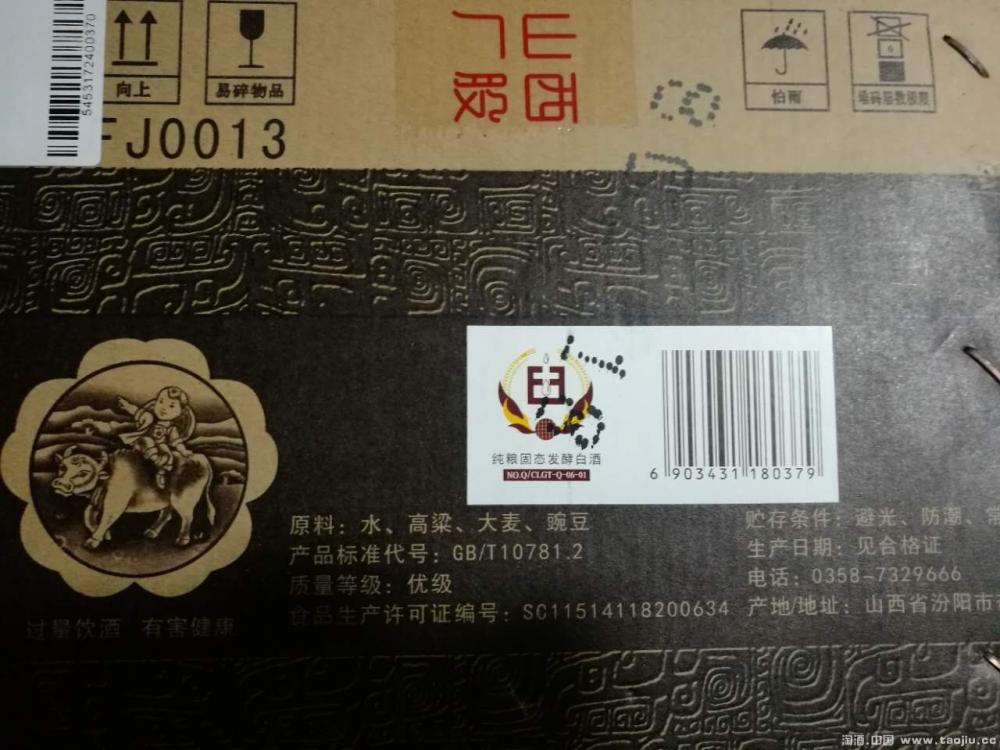 5453172400370
向上
易碎物品
怕雨
堆码层数极限
6
FJ0013
山西
纯粮固态发酵白酒
NO.Q/CLGT-Q-06-01
6 903431 180379
原料：水、高粱、大麦、豌豆
产品标准代号：GB/T10781.2
质量等级：优级
食品生产许可证编号：SC11514118200634
贮存条件：避光、防潮、常
生产日期：见合格证
电话：0358-7329666
产地/地址：山西省汾阳市
过量饮酒 有害健康
淘酒.中国 www.taojiu.cc